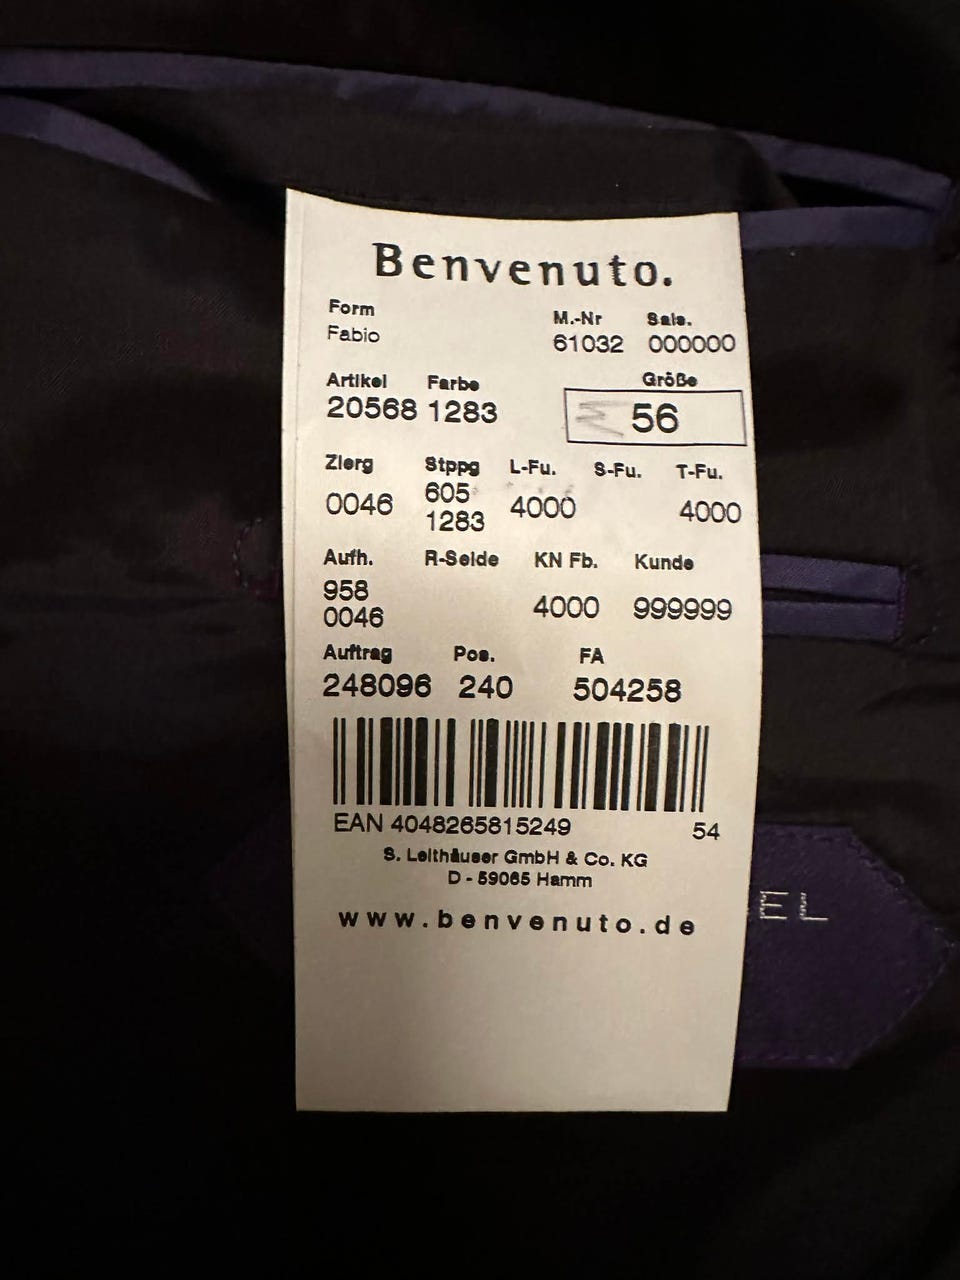 Benvenuto.
Form
Fabio
M.-Nr Sais.
61032 000000
Artikel Farbe Größe
20568 1283 56
Zierg Stppg L-Fu. S-Fu. T-Fu.
0046 605 4000 4000
1283
Aufh. R-Seide KN Fb. Kunde
958
0046 4000 999999
Auftrag Pos. FA
248096 240 504258
EAN 4048265815249 54
S. Leithäuser GmbH & Co. KG
D - 59065 Hamm
www.benvenuto.de
EL